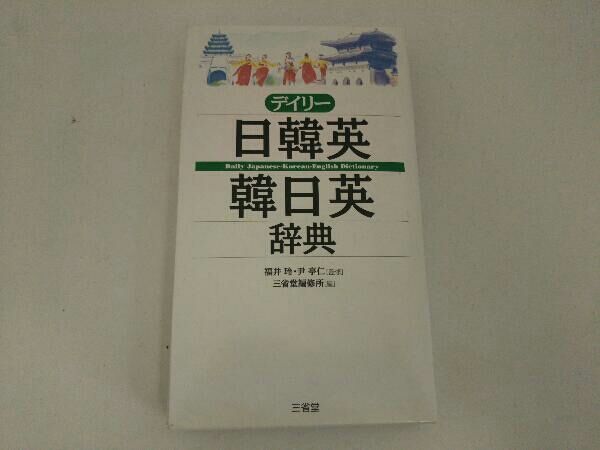 デイリー
日韓英
Daily Japanese-Korean-English Dictionary
韓日英
辞典
福井 玲・尹 亭仁[監修]
三省堂編修所[編]
三省堂